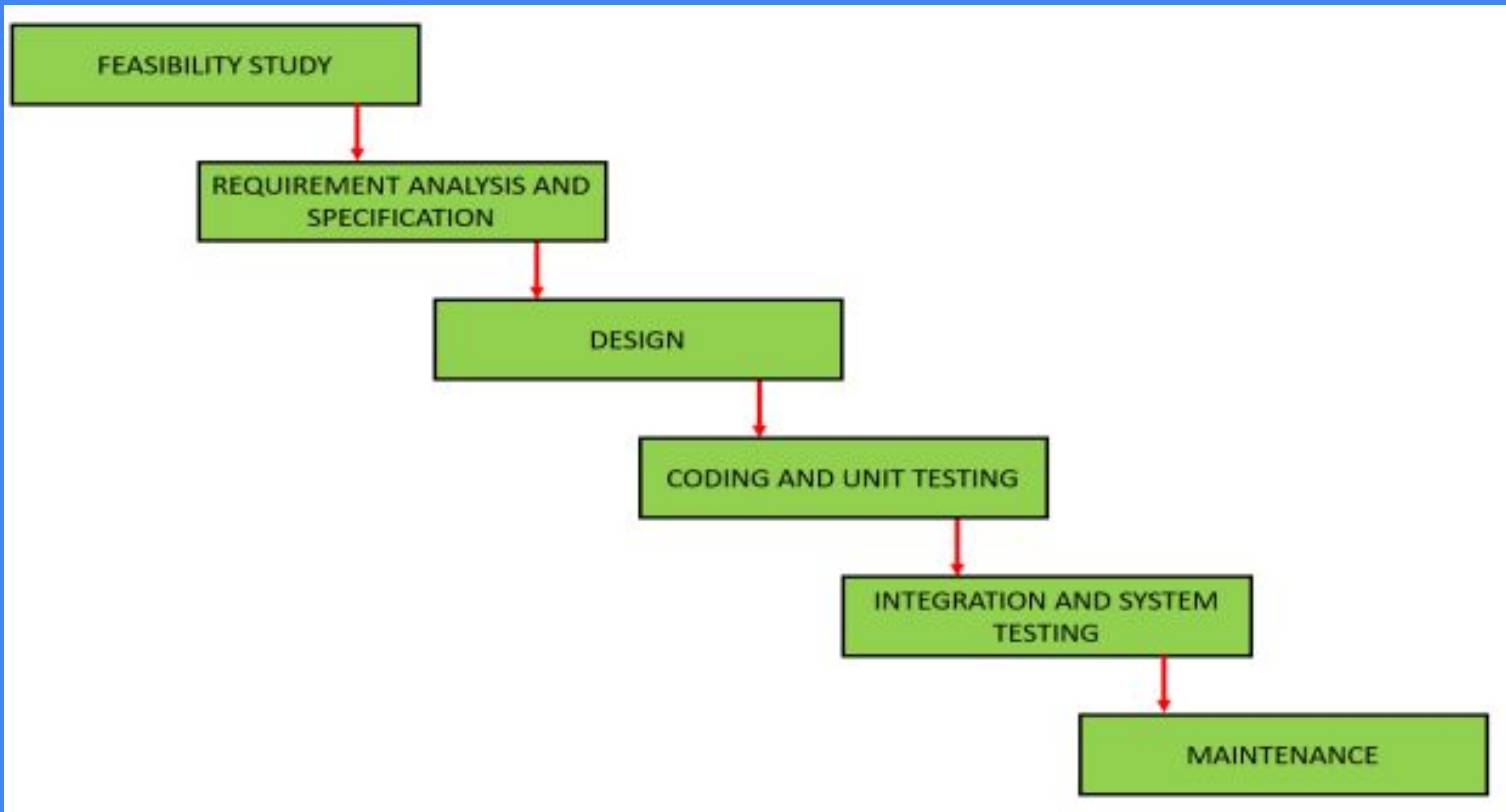 FEASIBILITY STUDY
REQUIREMENT ANALYSIS AND
SPECIFICATION
DESIGN
CODING AND UNIT TESTING
INTEGRATION AND SYSTEM
TESTING
MAINTENANCE